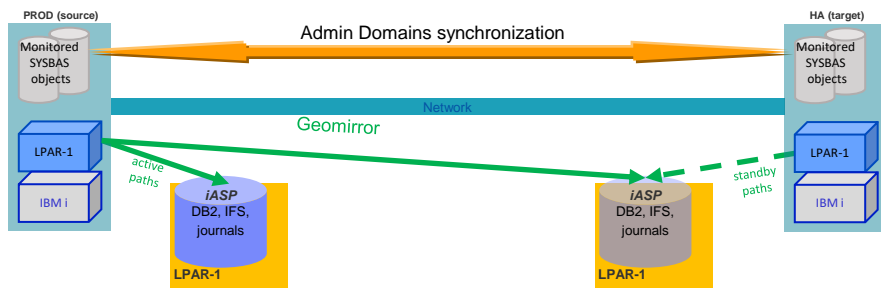 PROD (source)
Admin Domains synchronization
HA (target)
Monitored
SYSBAS
objects
Monitored
SYSBAS
objects
Network
Geomirror
LPAR-1
active
paths
LPAR-1
standby
paths
IBM i
iASP
DB2, IFS,
journals
LPAR-1
iASP
DB2, IFS,
journals
LPAR-1
IBM i